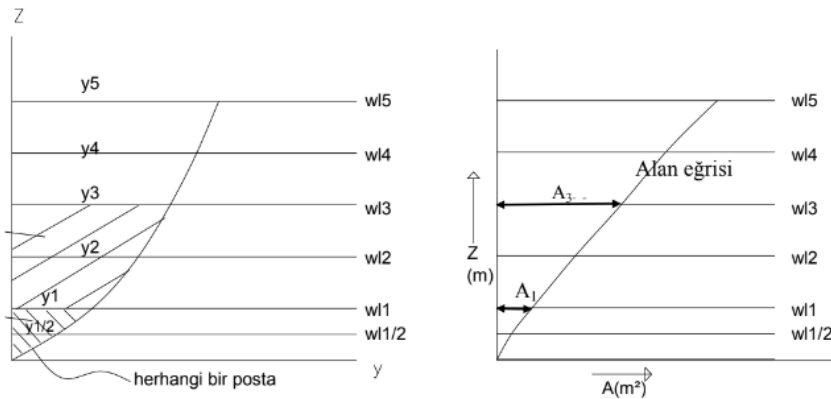 Z
y5
wl5
y4
wl4
y3
wl3
y2
wl2
y1
wl1
y1/2
wl1/2
herhangi bir posta
y
wl5
wl4
Alan eğrisi
A3
wl3
Z
(m)
wl2
A1
wl1
wl1/2
A(m²)